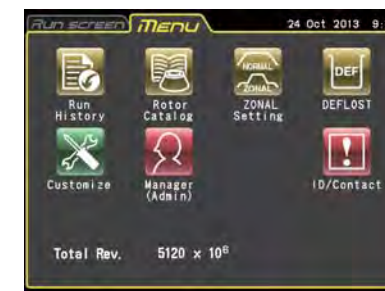 Run screen Menu 24 Oct 2013 9:
NORMAL
ZONAL
DEF
Run History
Rotor Catalog
ZONAL Setting
DEFLOST
Customize
Manager (Admin)
ID/Contact
Total Rev. 5120 × 10⁶